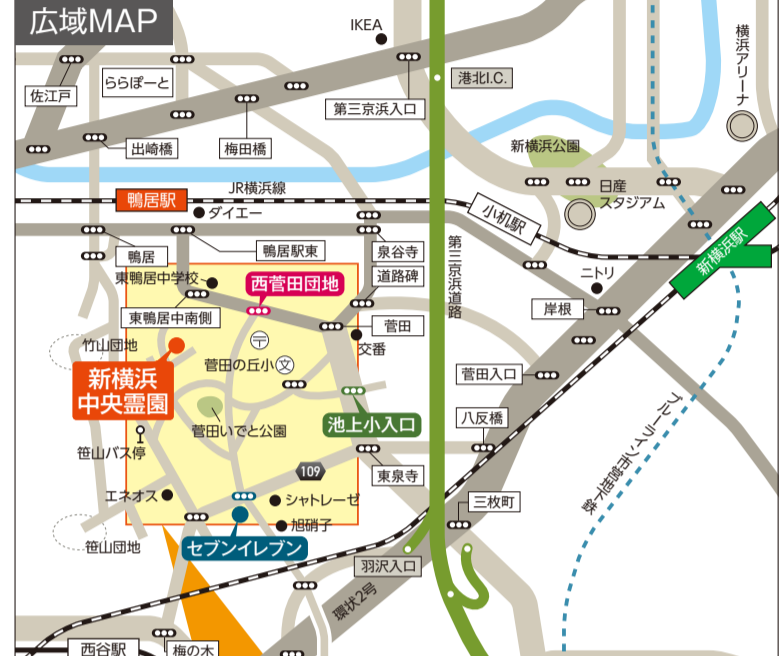 広域MAP
IKEA
横浜アリーナ
佐江戸
ららぽーと
第三京浜入口
港北I.C.
出崎橋
梅田橋
新横浜公園
JR横浜線
鴨居駅
ダイエー
小机駅
日産
スタジアム
鴨居
鴨居駅東
泉谷寺
第三京浜道路
新横浜駅
東鴨居中学校
西菅田団地
道路碑
ニトリ
東鴨居中南側
菅田
岸根
竹山団地
〒
交番
菅田の丘小
文
新横浜
中央霊園
菅田入口
菅田いでと公園
池上小入口
八反橋
ブルーライン市営地下鉄
笹山バス停
109
東泉寺
エネオス
シャトレーゼ
三枚町
旭硝子
笹山団地
セブンイレブン
羽沢入口
環状2号
西谷駅
梅の木